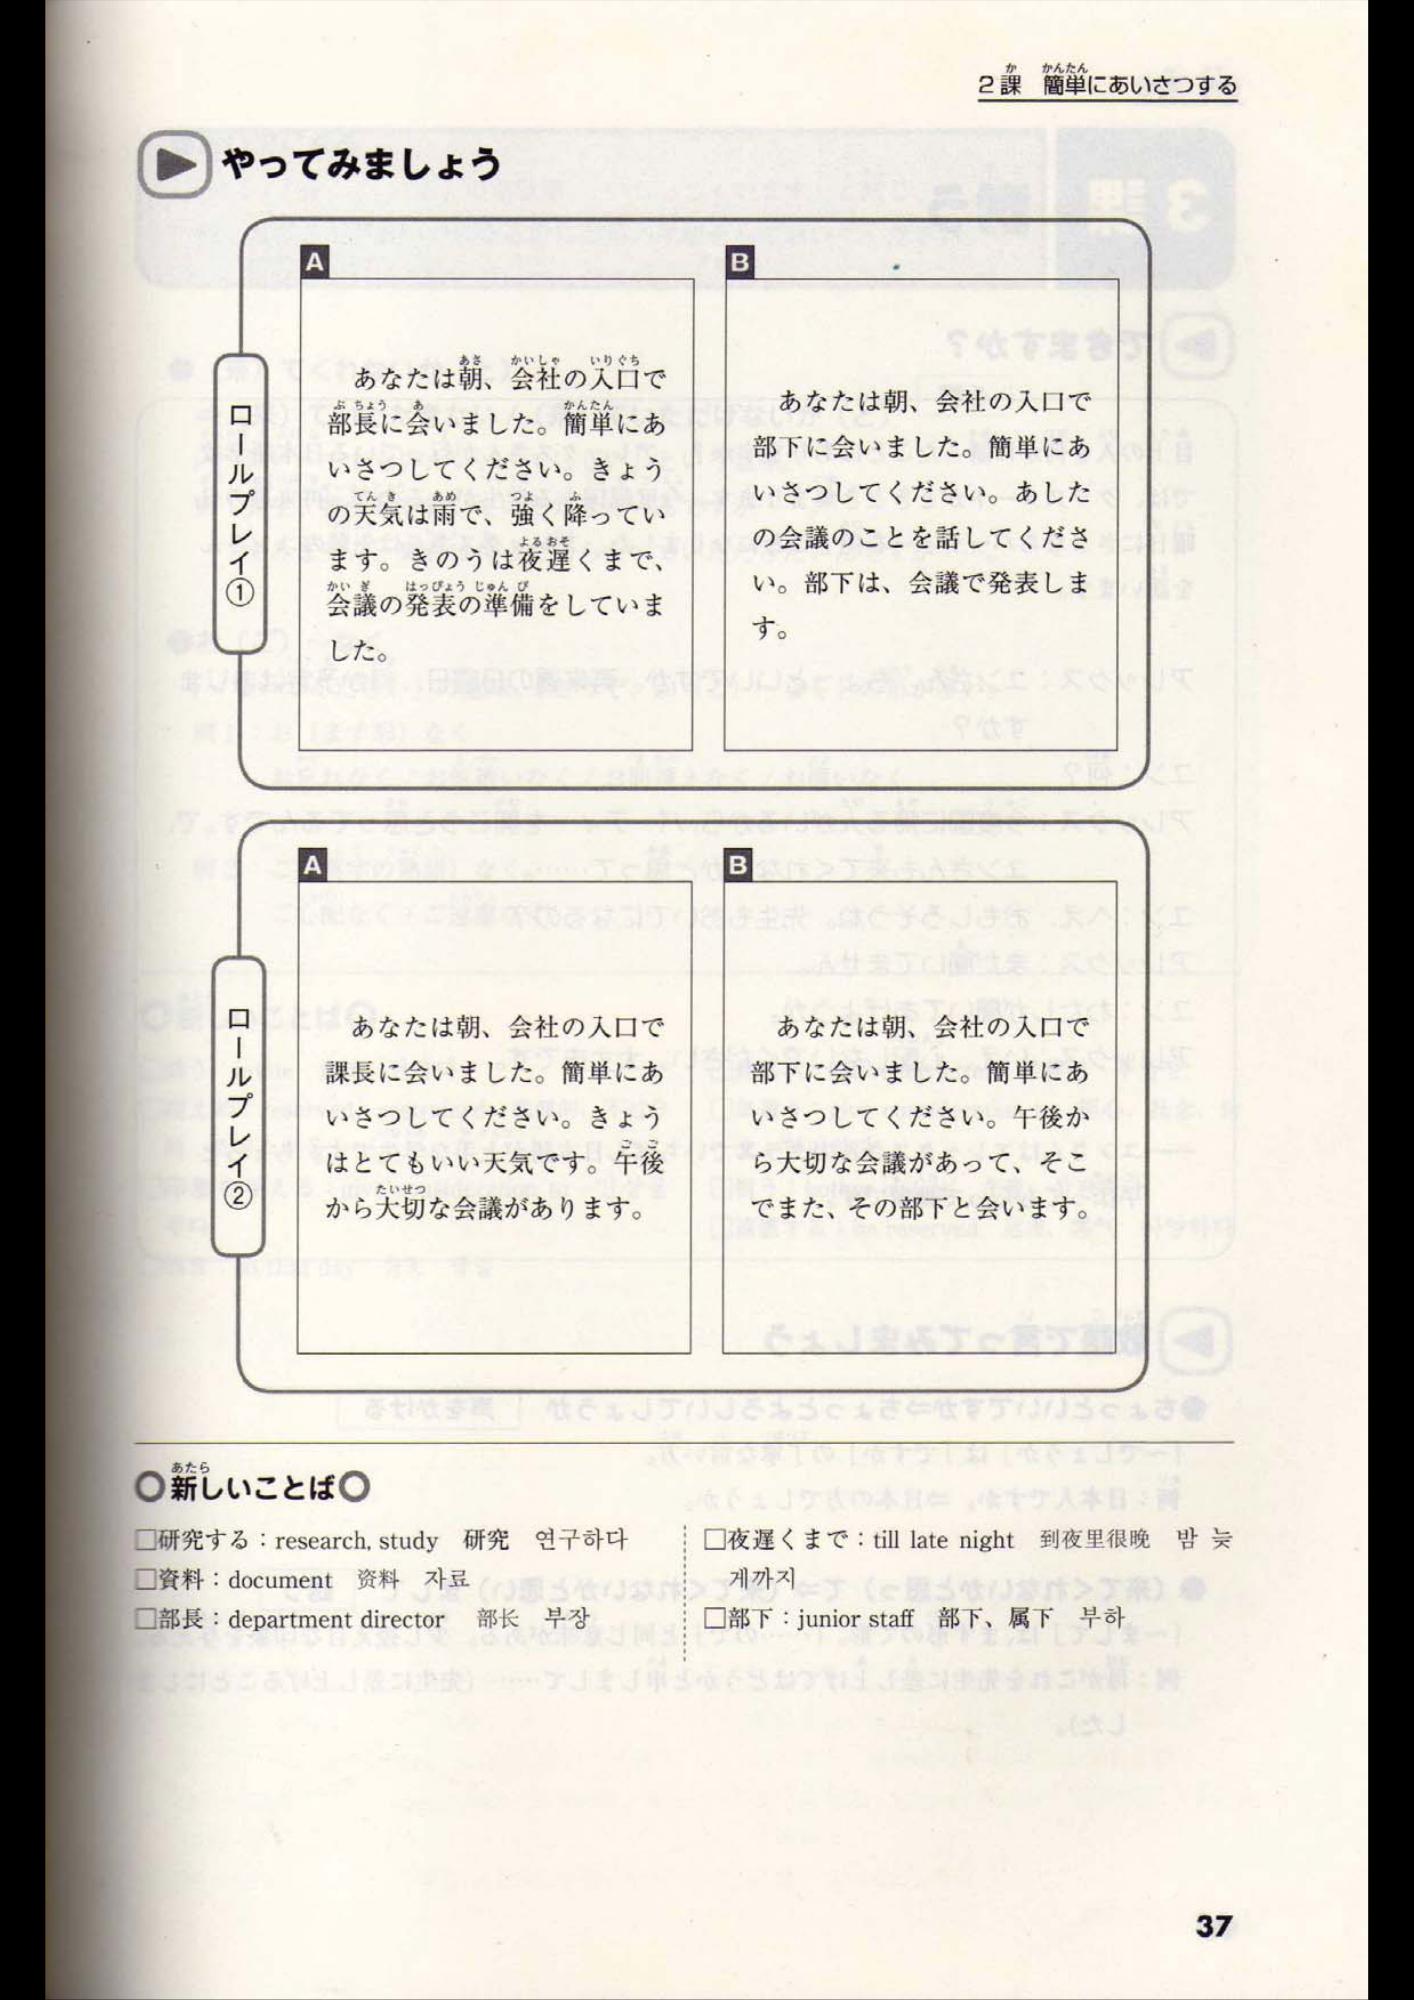 2課 簡単にあいさつする
やってみましょう
ロールプレイ①
A
あなたは朝、会社の入口で
部長に会いました。簡単にあ
いさつしてください。きょう
の天気は雨で、強く降ってい
ます。きのうは夜遅くまで、
会議の発表の準備をしていま
した。
B
あなたは朝、会社の入口で
部下に会いました。簡単にあ
いさつしてください。あした
の会議のことを話してくださ
い。部下は、会議で発表しま
す。
ロールプレイ②
A
あなたは朝、会社の入口で
課長に会いました。簡単にあ
いさつしてください。きょう
はとてもいい天気です。午後
から大切な会議があります。
B
あなたは朝、会社の入口で
部下に会いました。簡単にあ
いさつしてください。午後か
ら大切な会議があって、そこ
でまた、その部下と会います。
○新しいことば○
□研究する：research, study 研究 연구하다
□資料：document 资料 자료
□部長：department director 部长 부장
□夜遅くまで：till late night 到夜里很晚 밤 늦
게까지
□部下：junior staff 部下、属下 부하
37